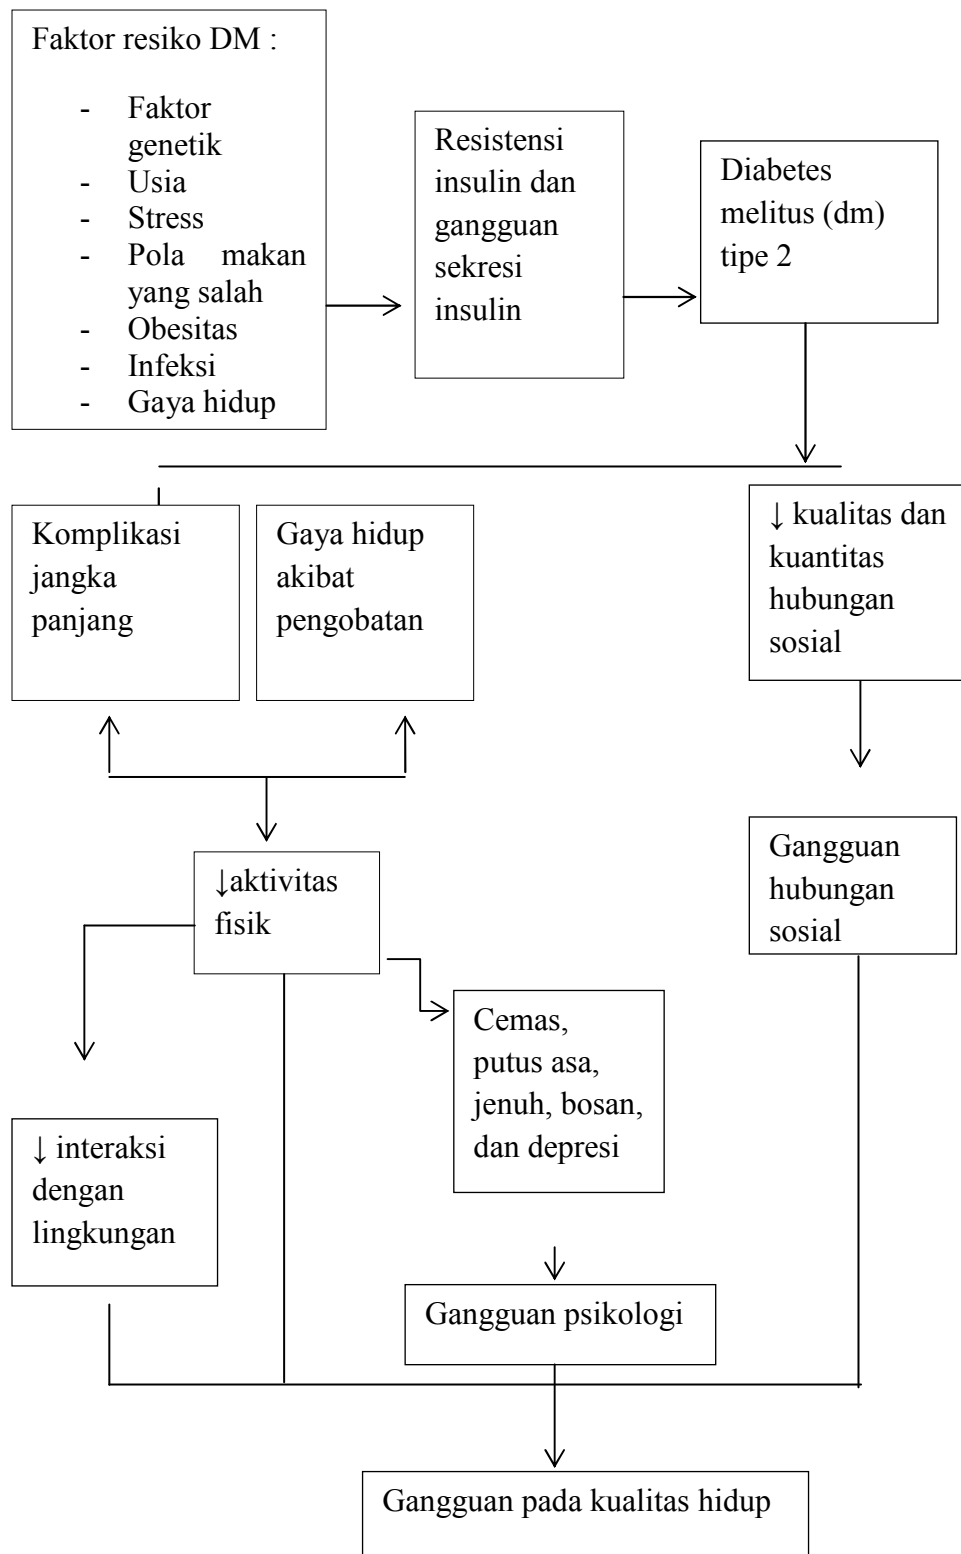 Faktor resiko DM :
- Faktor
genetik
- Usia
- Stress
- Pola makan
yang salah
- Obesitas
- Infeksi
- Gaya hidup
Resistensi
insulin dan
gangguan
sekresi
insulin
Diabetes
melitus (dm)
tipe 2
Komplikasi
jangka
panjang
Gaya hidup
akibat
pengobatan
↓ kualitas dan
kuantitas
hubungan
sosial
↓aktivitas
fisik
Gangguan
hubungan
sosial
Cemas,
putus asa,
jenuh, bosan,
dan depresi
↓ interaksi
dengan
lingkungan
Gangguan psikologi
Gangguan pada kualitas hidup